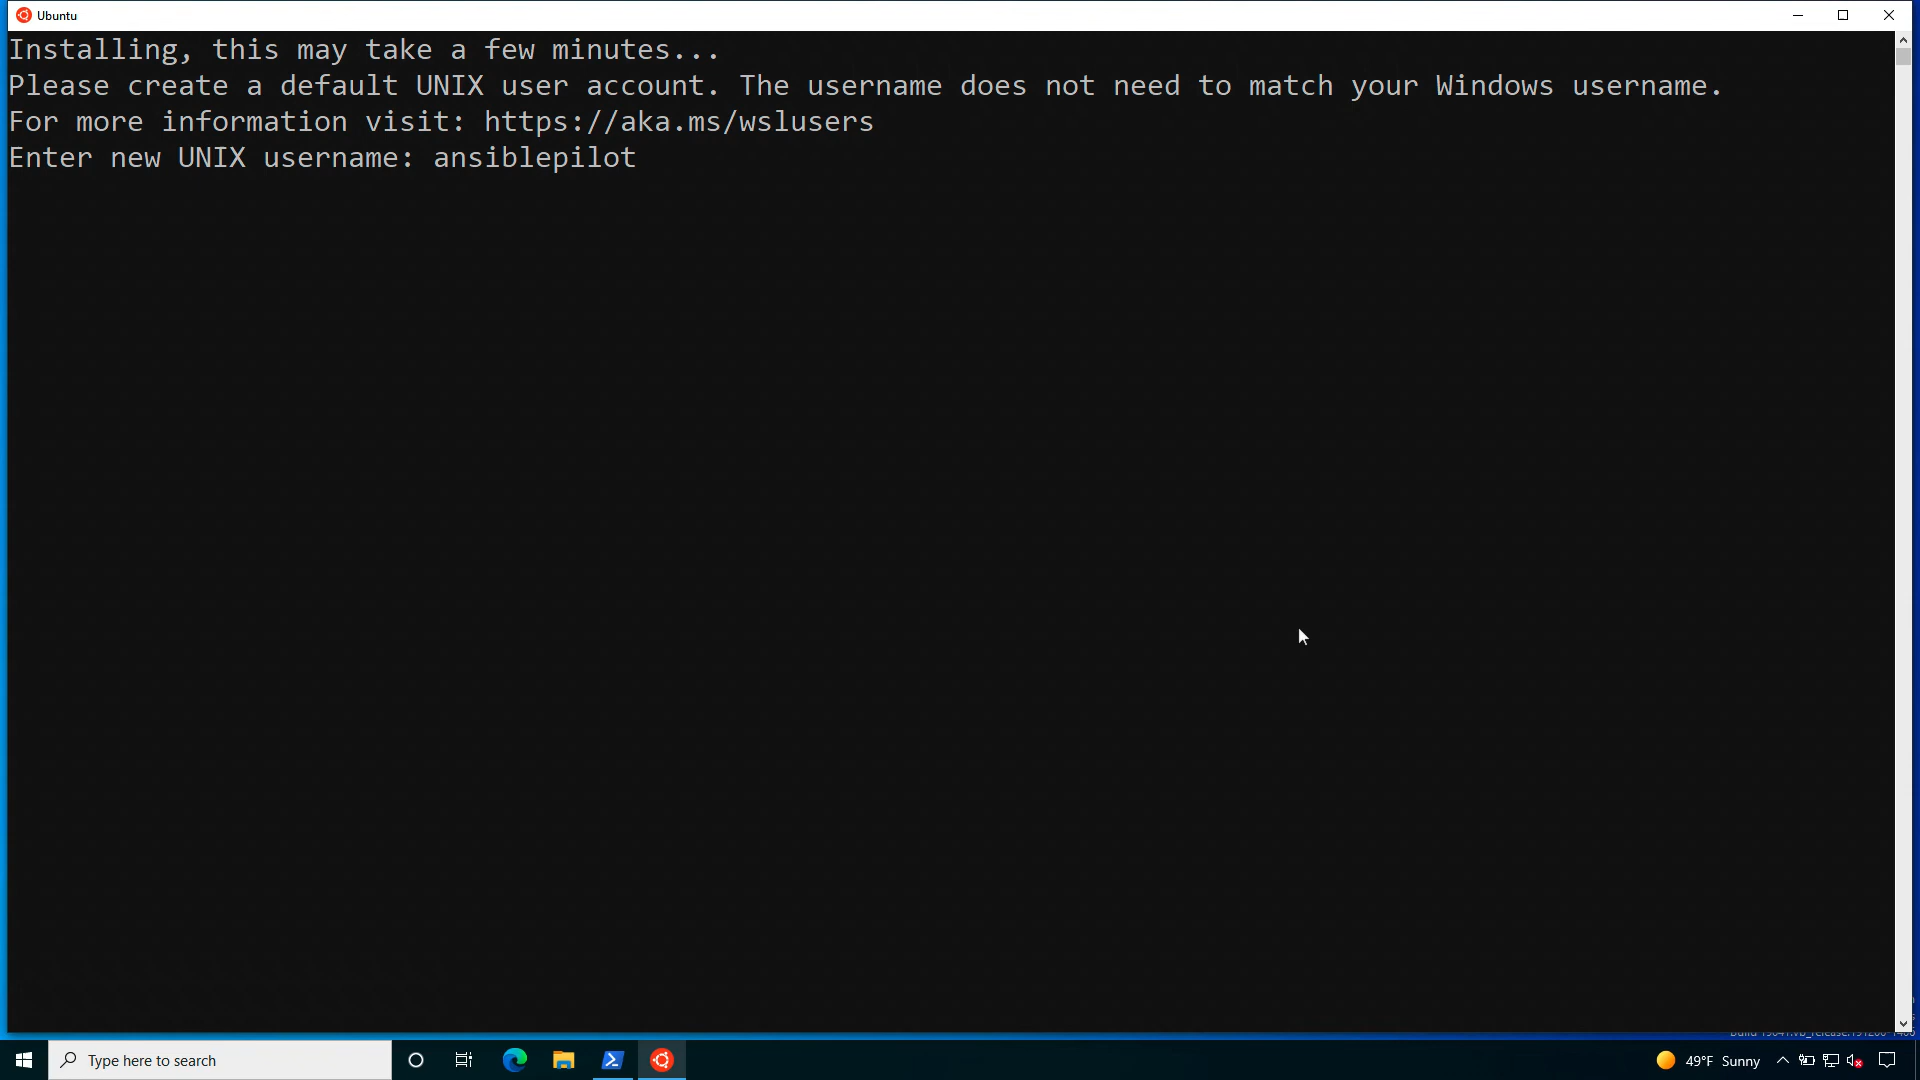 Ubuntu
Installing, this may take a few minutes...
Please create a default UNIX user account. The username does not need to match your Windows username.
For more information visit: https://aka.ms/wslusers
Enter new UNIX username: ansiblepilot
Type here to search
49°F Sunny